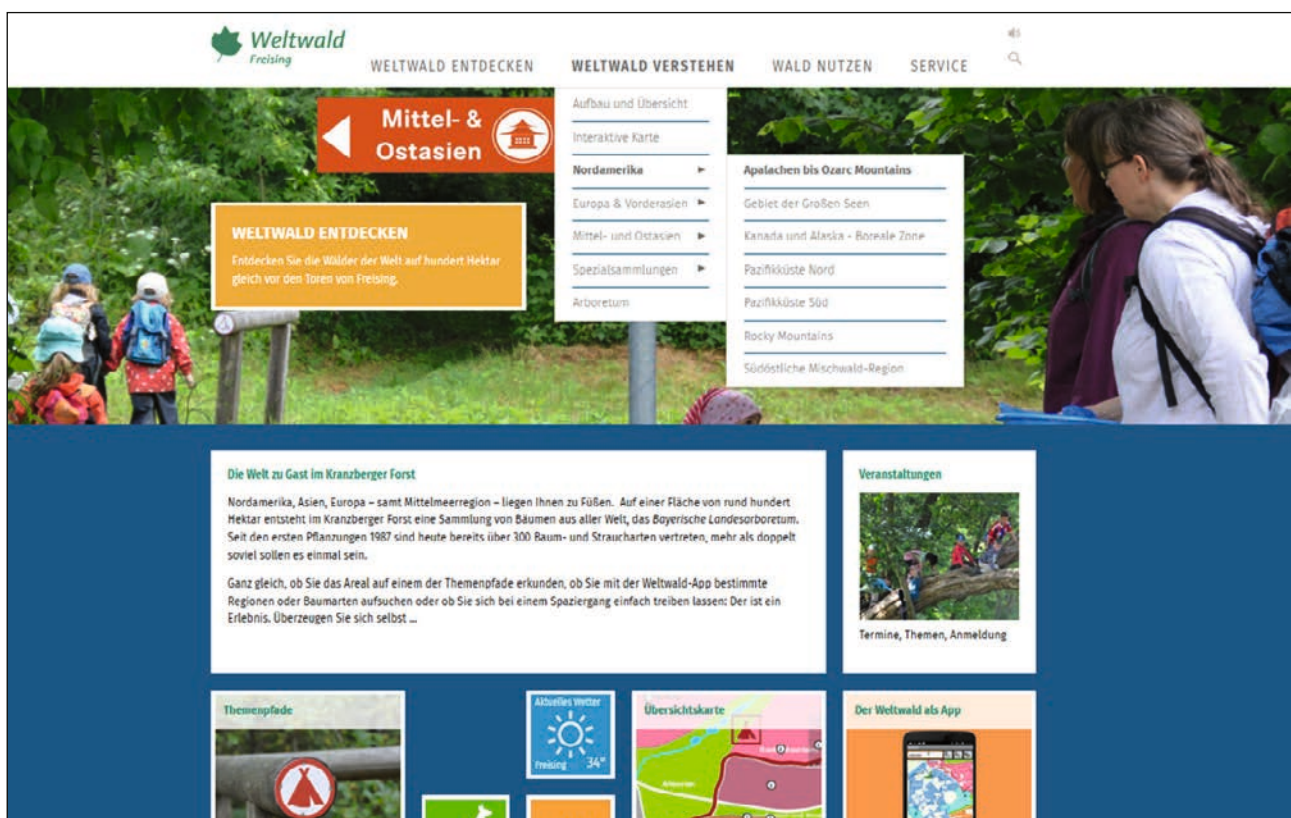 Weltwald
Freising
WELTWALD ENTDECKEN
WELTWALD VERSTEHEN
WALD NUTZEN
SERVICE
Mittel- &
Ostasien
Aufbau und Übersicht
Interaktive Karte
Nordamerika
Europa & Vorderasien
Mittel- und Ostasien
Spezialsammlungen
Arboretum
Apalachen bis Ozarc Mountains
Gebiet der Großen Seen
Kanada und Alaska - Boreale Zone
Pazifikküste Nord
Pazifikküste Süd
Rocky Mountains
Südöstliche Mischwald-Region
WELTWALD ENTDECKEN
Entdecken Sie die Wälder der Welt auf hundert Hektar
gleich vor den Toren von Freising.
Die Welt zu Gast im Kranzberger Forst
Nordamerika, Asien, Europa – samt Mittelmeerregion – liegen Ihnen zu Füßen. Auf einer Fläche von rund hundert
Hektar entsteht im Kranzberger Forst eine Sammlung von Bäumen aus aller Welt, das Bayerische Landesarboretum.
Seit den ersten Pflanzungen 1987 sind heute bereits über 300 Baum- und Straucharten vertreten, mehr als doppelt
soviel sollen es einmal sein.
Ganz gleich, ob Sie das Areal auf einem der Themenpfade erkunden, ob Sie mit der Weltwald-App bestimmte
Regionen oder Baumarten aufsuchen oder ob Sie sich bei einem Spaziergang einfach treiben lassen: Der ist ein
Erlebnis. Überzeugen Sie sich selbst ...
Veranstaltungen
Termine, Themen, Anmeldung
Themenpfade
Aktuelles Wetter
Freising 34°
Übersichtskarte
Der Weltwald als App